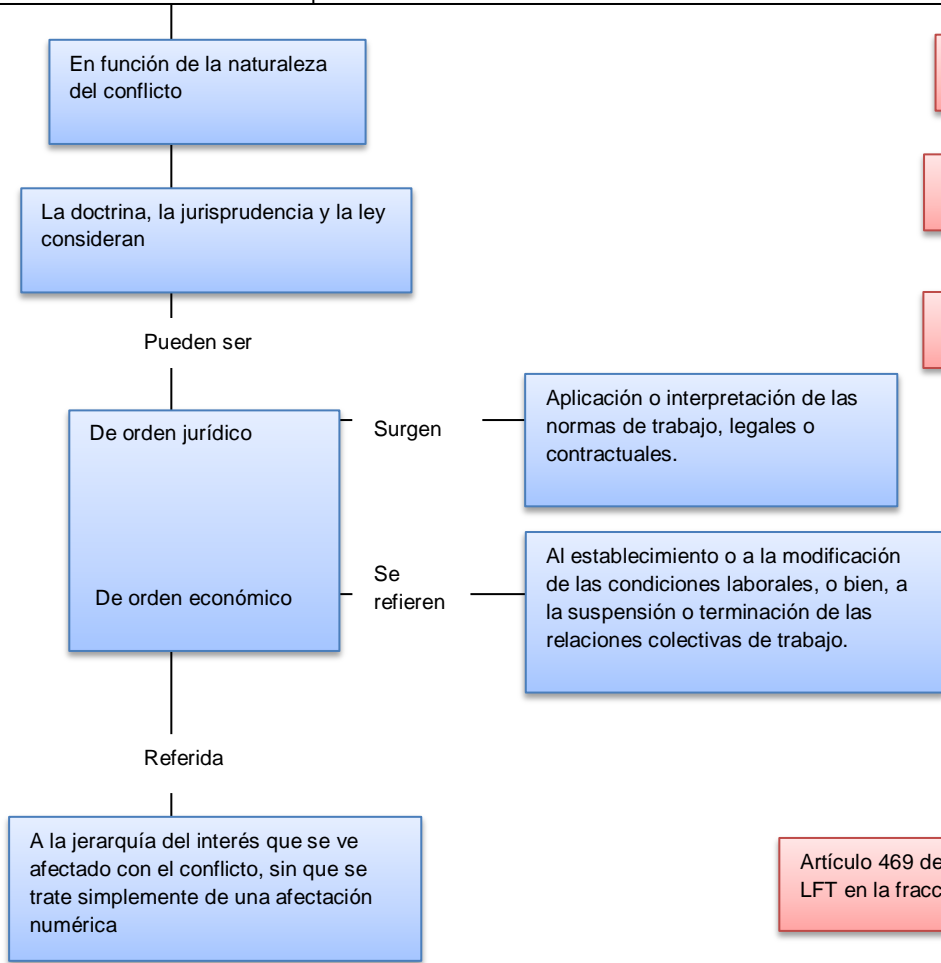 En función de la naturaleza
del conflicto
La doctrina, la jurisprudencia y la ley
consideran
Pueden ser
De orden jurídico
Surgen
Aplicación o interpretación de las
normas de trabajo, legales o
contractuales.
De orden económico
Se
refieren
Al establecimiento o a la modificación
de las condiciones laborales, o bien, a
la suspensión o terminación de las
relaciones colectivas de trabajo.
Referida
A la jerarquía del interés que se ve
afectado con el conflicto, sin que se
trate simplemente de una afectación
numérica
Artículo 469 de
LFT en la fracc